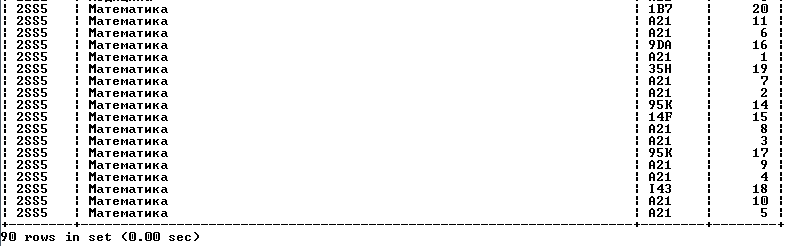 ¦ 2SS5 ¦ Математика ¦ 1B7 ¦ 20 ¦
¦ 2SS5 ¦ Математика ¦ A21 ¦ 11 ¦
¦ 2SS5 ¦ Математика ¦ A21 ¦ 6 ¦
¦ 2SS5 ¦ Математика ¦ 9DA ¦ 16 ¦
¦ 2SS5 ¦ Математика ¦ A21 ¦ 1 ¦
¦ 2SS5 ¦ Математика ¦ 35H ¦ 19 ¦
¦ 2SS5 ¦ Математика ¦ A21 ¦ 7 ¦
¦ 2SS5 ¦ Математика ¦ A21 ¦ 2 ¦
¦ 2SS5 ¦ Математика ¦ 95K ¦ 14 ¦
¦ 2SS5 ¦ Математика ¦ 14F ¦ 15 ¦
¦ 2SS5 ¦ Математика ¦ A21 ¦ 8 ¦
¦ 2SS5 ¦ Математика ¦ A21 ¦ 3 ¦
¦ 2SS5 ¦ Математика ¦ 95K ¦ 17 ¦
¦ 2SS5 ¦ Математика ¦ A21 ¦ 9 ¦
¦ 2SS5 ¦ Математика ¦ A21 ¦ 4 ¦
¦ 2SS5 ¦ Математика ¦ I43 ¦ 18 ¦
¦ 2SS5 ¦ Математика ¦ A21 ¦ 10 ¦
¦ 2SS5 ¦ Математика ¦ A21 ¦ 5 ¦
90 rows in set (0.00 sec)